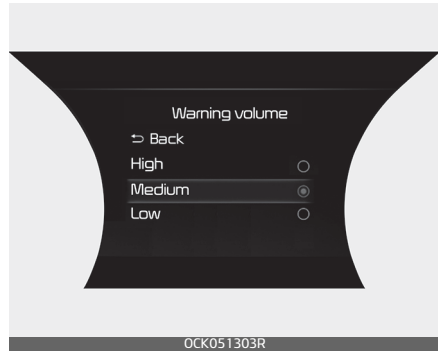 Warning volume
Back
High
Medium
Low
OCK051303R